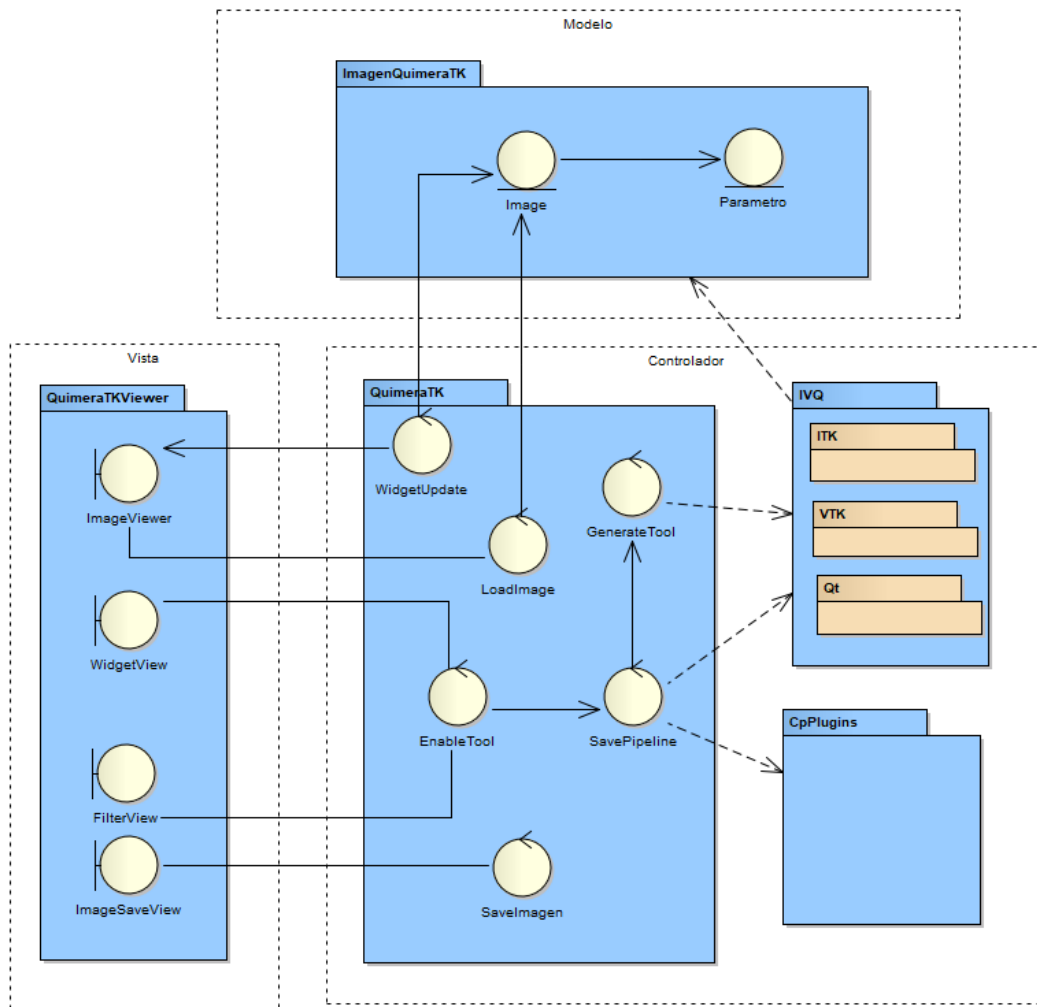 Modelo
ImagenQuimeraTK
Image
Parametro
Vista
QuimeraTKViewer
ImageViewer
WidgetView
FilterView
ImageSaveView
Controlador
QuimeraTK
WidgetUpdate
GenerateTool
LoadImage
EnableTool
SavePipeline
SaveImagen
IVQ
ITK
VTK
Qt
CpPlugins